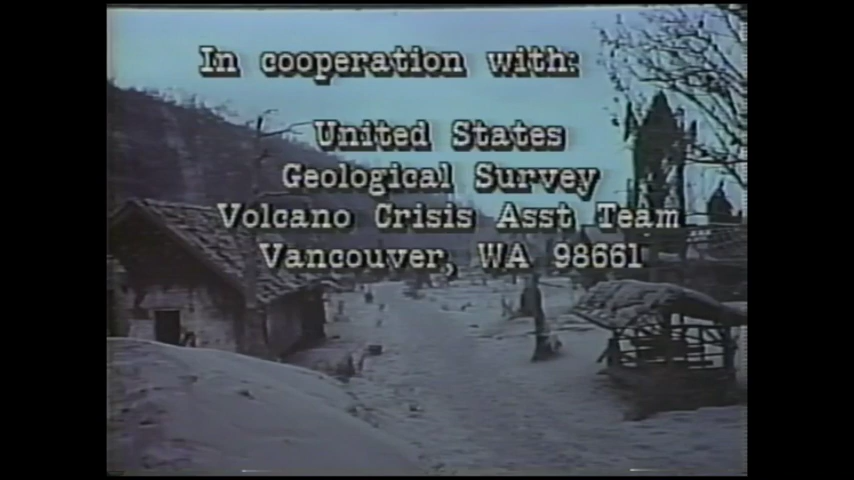 In cooperation with:
United States
Geological Survey
Volcano Crisis Asst Team
Vancouver, WA 98661